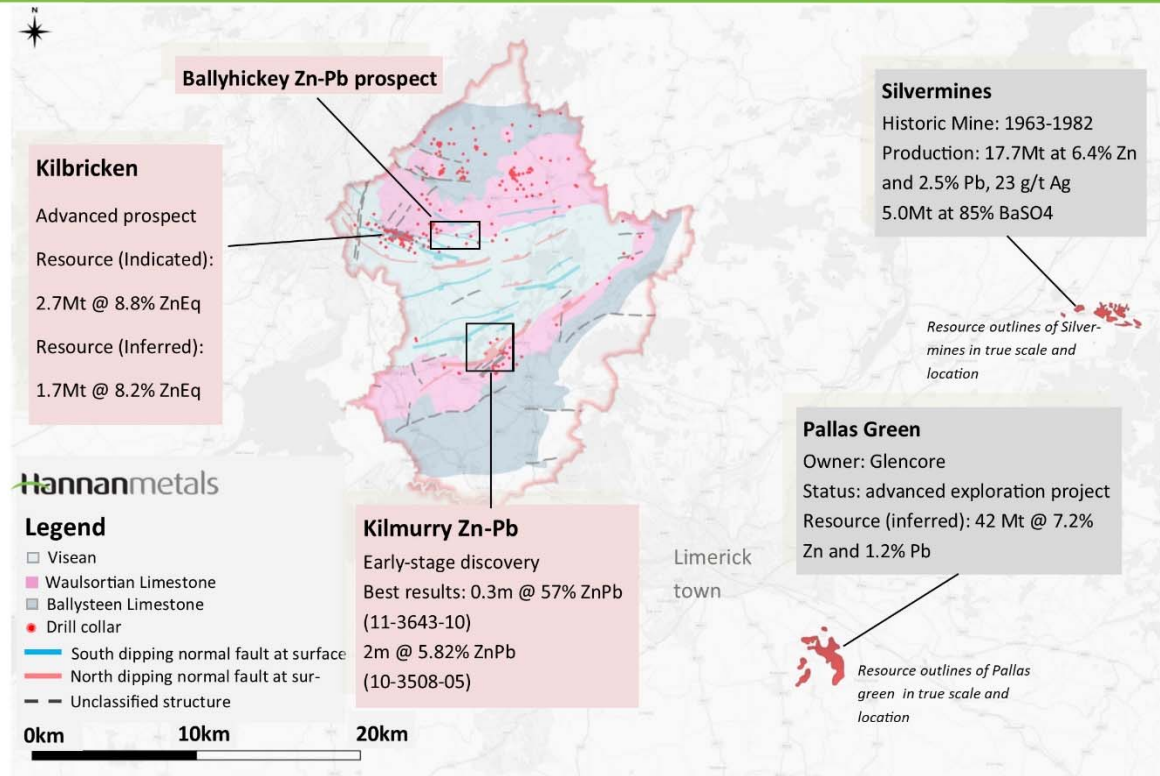 N
Ballyhickey Zn-Pb prospect
Kilbricken
Advanced prospect
Resource (Indicated):
2.7Mt @ 8.8% ZnEq
Resource (Inferred):
1.7Mt @ 8.2% ZnEq
Silvermines
Historic Mine: 1963-1982
Production: 17.7Mt at 6.4% Zn
and 2.5% Pb, 23 g/t Ag
5.0Mt at 85% BaSO4
Resource outlines of Silver-
mines in true scale and
location
Pallas Green
Owner: Glencore
Status: advanced exploration project
Resource (inferred): 42 Mt @ 7.2%
Zn and 1.2% Pb
Resource outlines of Pallas
green in true scale and
location
Limerick
town
Kilmurry Zn-Pb
Early-stage discovery
Best results: 0.3m @ 57% ZnPb
(11-3643-10)
2m @ 5.82% ZnPb
(10-3508-05)
Hannanmetals
Legend
Visean
Waulsortian Limestone
Ballysteen Limestone
Drill collar
South dipping normal fault at surface
North dipping normal fault at sur-
Unclassified structure
0km 10km 20km